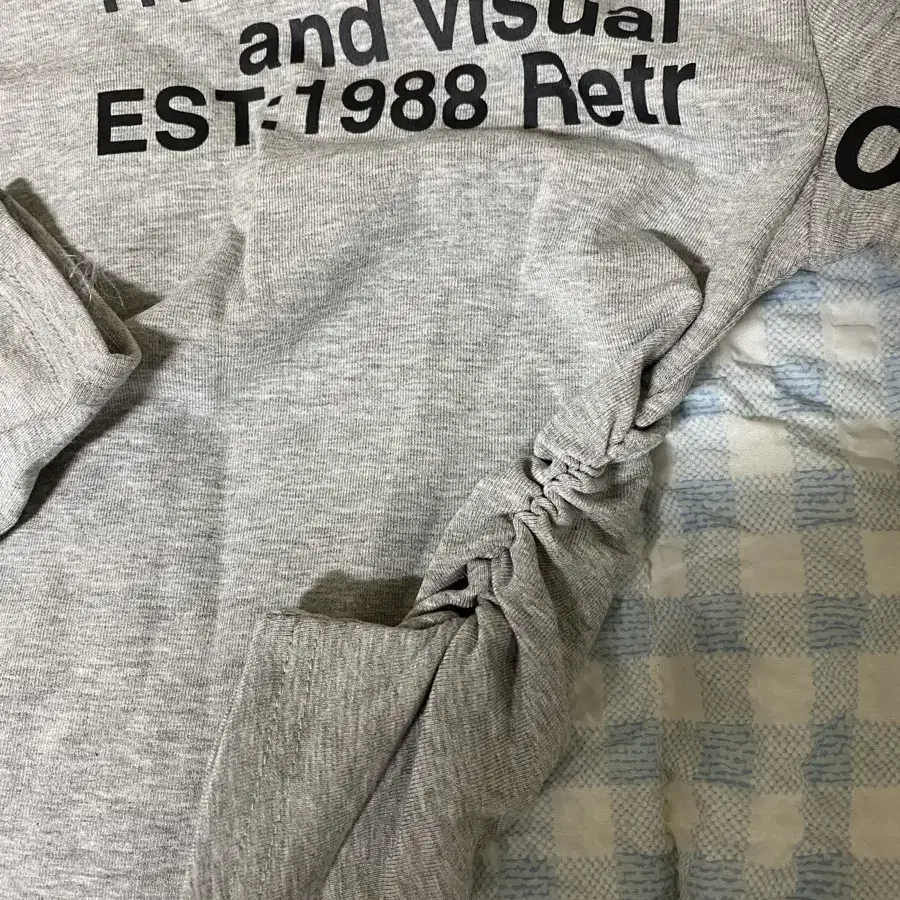 and Visual
EST:1988 Retr